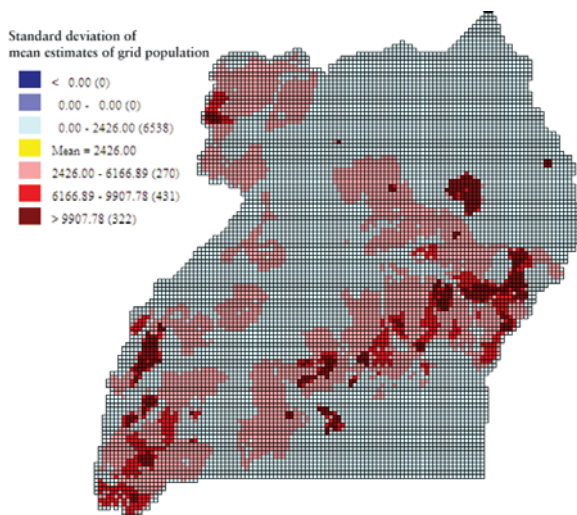 Standard deviation of
mean estimates of grid population
< 0.00 (0)
0.00 - 0.00 (0)
0.00 - 2426.00 (6538)
Mean = 2426.00
2426.00 - 6166.89 (270)
6166.89 - 9907.78 (431)
> 9907.78 (322)